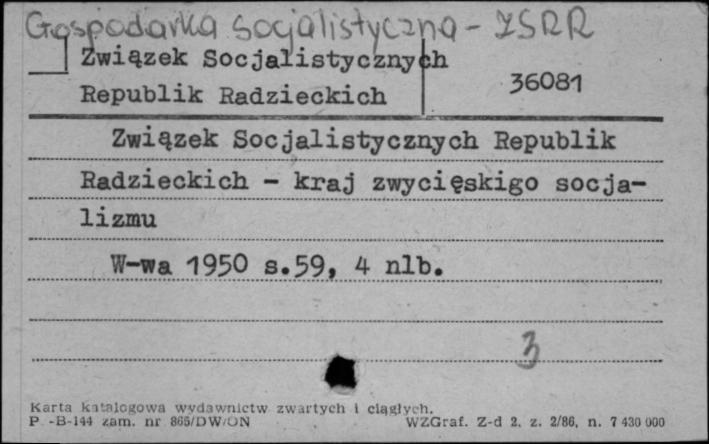 Gospodarka socjalistyczna - ZSRR
Związek Socjalistycznych
36081
Republik Radzieckich
Związek Socjalistycznych Republik
Radzieckich - kraj zwycięskigo socja-
lizmu
W-wa 1950 s.59, 4 nlb.
3
Karta katalogowa wydawnictw zwartych i ciągłych.
P.-B-144 zam. nr 865/DW/ON
WZGraf. Z-d 2, z. 2/86, n. 7 430 000